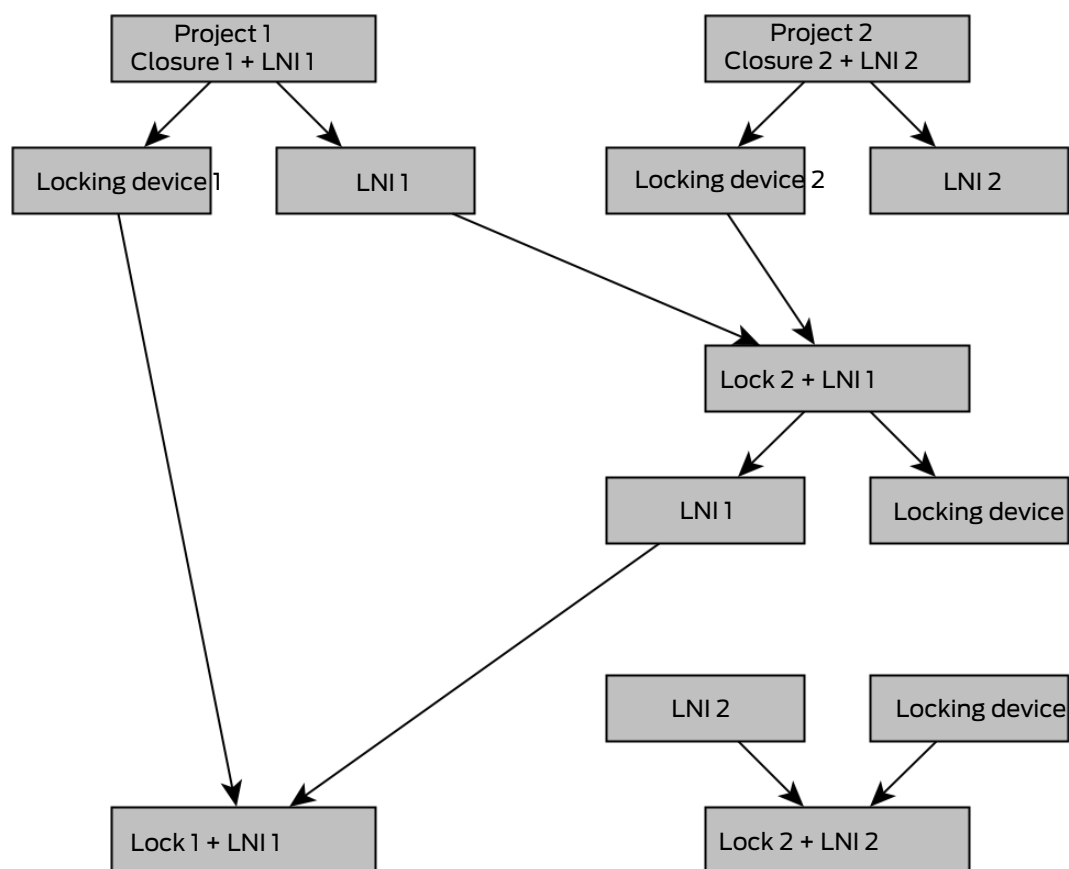 Project 1
Closure 1 + LNI 1
Project 2
Closure 2 + LNI 2
Locking device 1
LNI 1
Locking device 2
LNI 2
Lock 2 + LNI 1
LNI 1
Locking device
LNI 2
Locking device
Lock 1 + LNI 1
Lock 2 + LNI 2